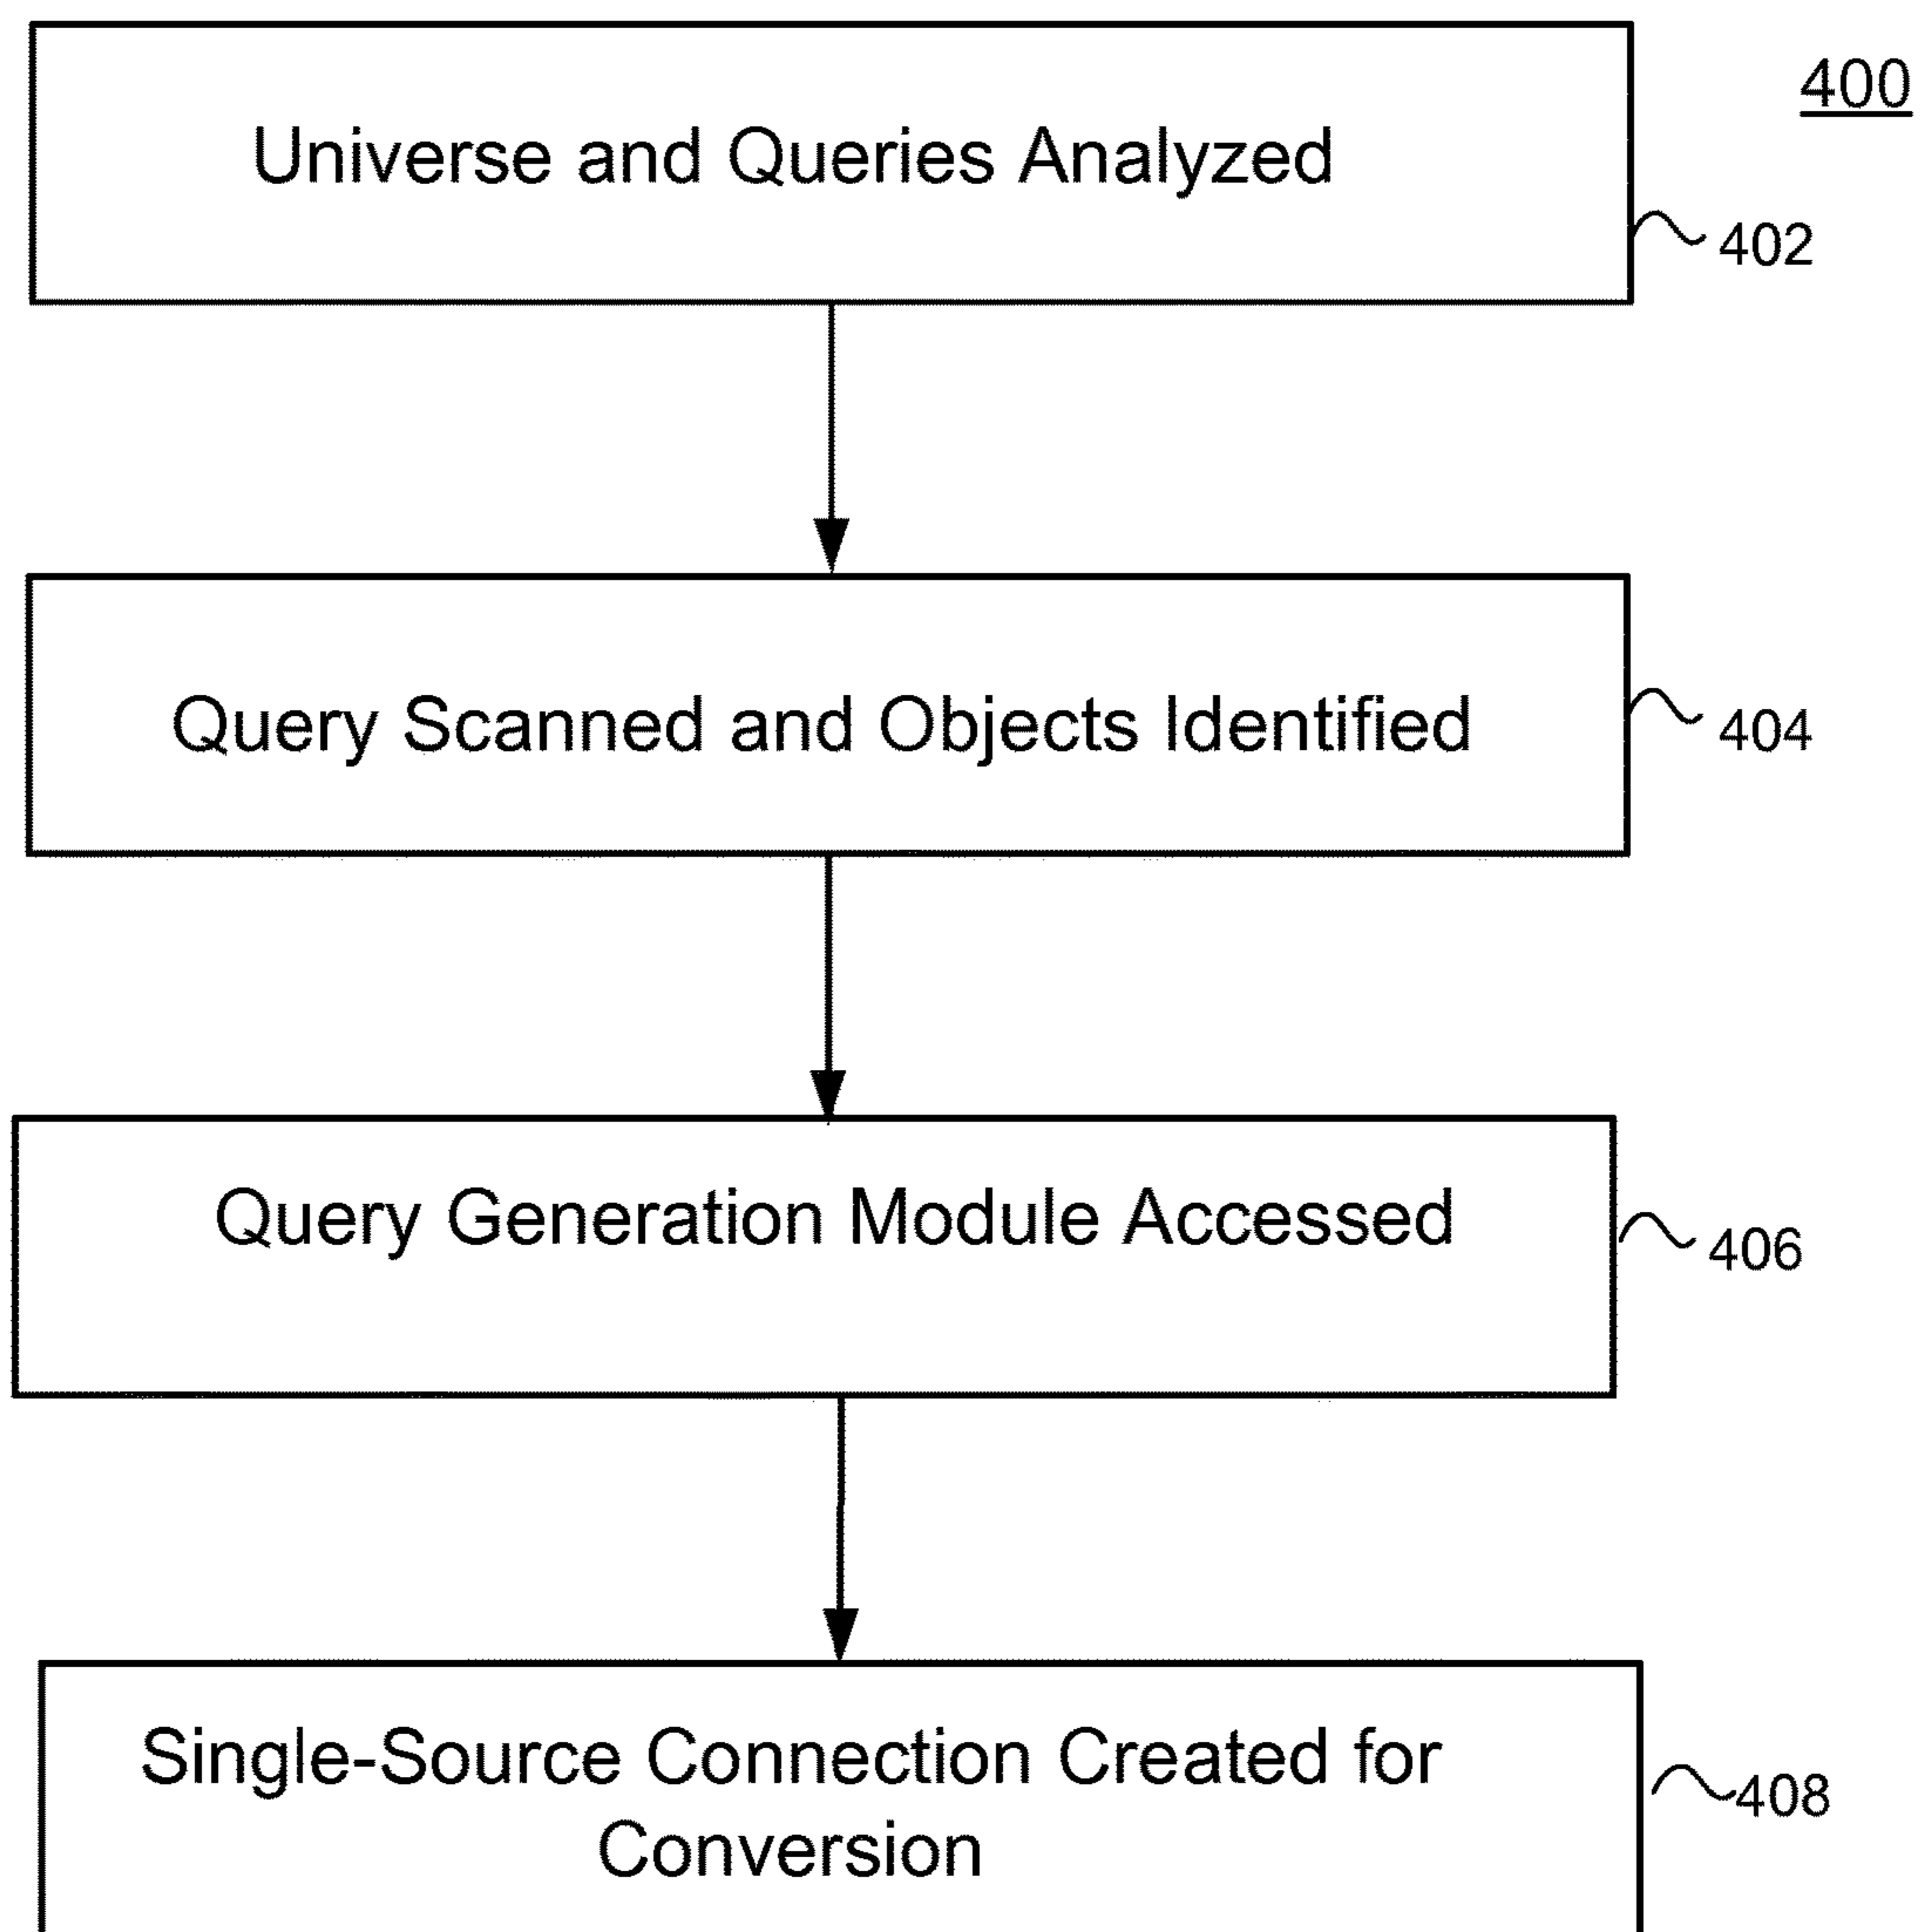 400
Universe and Queries Analyzed
402
Query Scanned and Objects Identified
404
Query Generation Module Accessed
406
Single-Source Connection Created for
Conversion
408